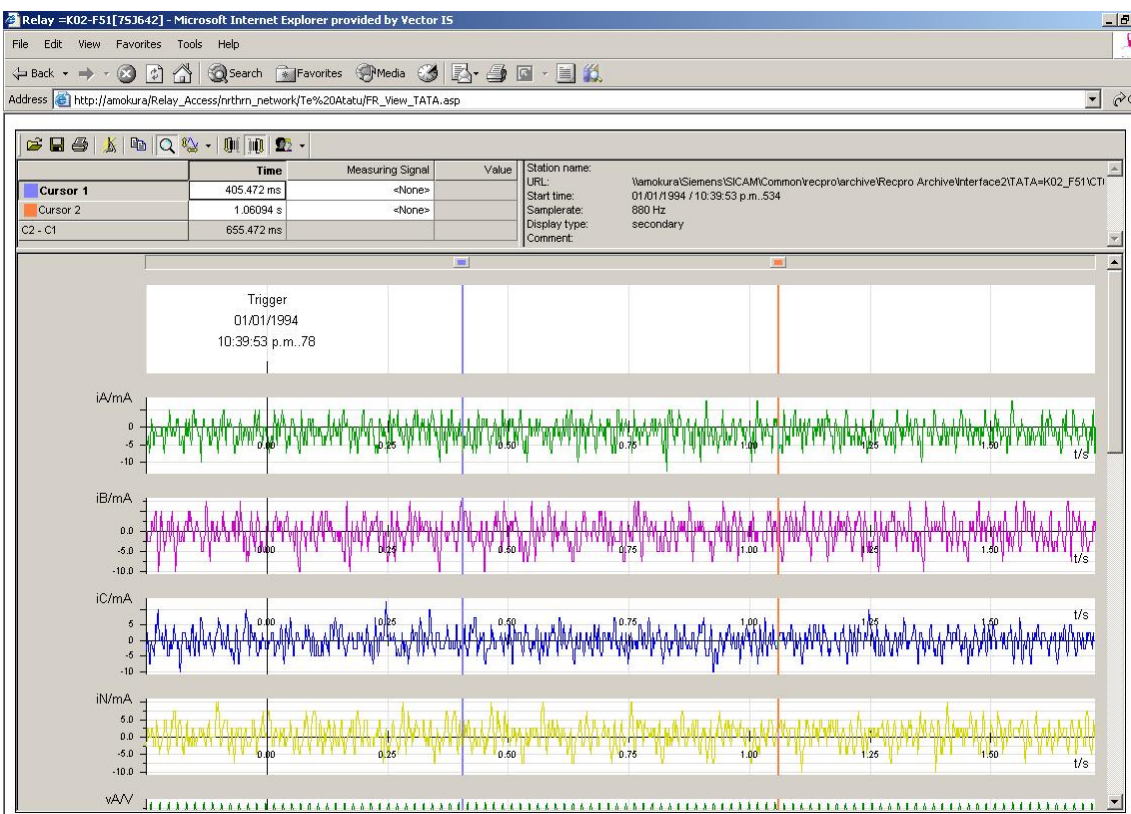 Relay =K02-F51[7SJ642] - Microsoft Internet Explorer provided by Vector IS
File Edit View Favorites Tools Help
Back Search Favorites Media
Address http://amokura/Relay_Access/nrthrn_network/Te%20Atatu/FR_View_TATA.asp
Time Measuring Signal Value
Cursor 1 405.472 ms <None>
Cursor 2 1.06094 s <None>
C2 - C1 655.472 ms
Station name:
URL: \\amokura\Siemens\SICAM\Common\recpro\archive\Recpro Archive\Interface2\TATA=K02_F51\CT
Start time: 01/01/1994 / 10:39:53 p.m..534
Samplerate: 880 Hz
Display type: secondary
Comment:
Trigger
01/01/1994
10:39:53 p.m..78
iA/mA
0
-5
-10
0.00 0.25 0.50 0.75 1.00 1.25 1.50 t/s
iB/mA
0.0
-5.0
-10.0
0.00 0.25 0.50 0.75 1.00 1.25 1.50 t/s
iC/mA
5
0
-5
-10
0.00 0.25 0.50 0.75 1.00 1.25 1.50 t/s
iN/mA
5.0
0.0
-5.0
-10.0
0.00 0.25 0.50 0.75 1.00 1.25 1.50 t/s
vA/V